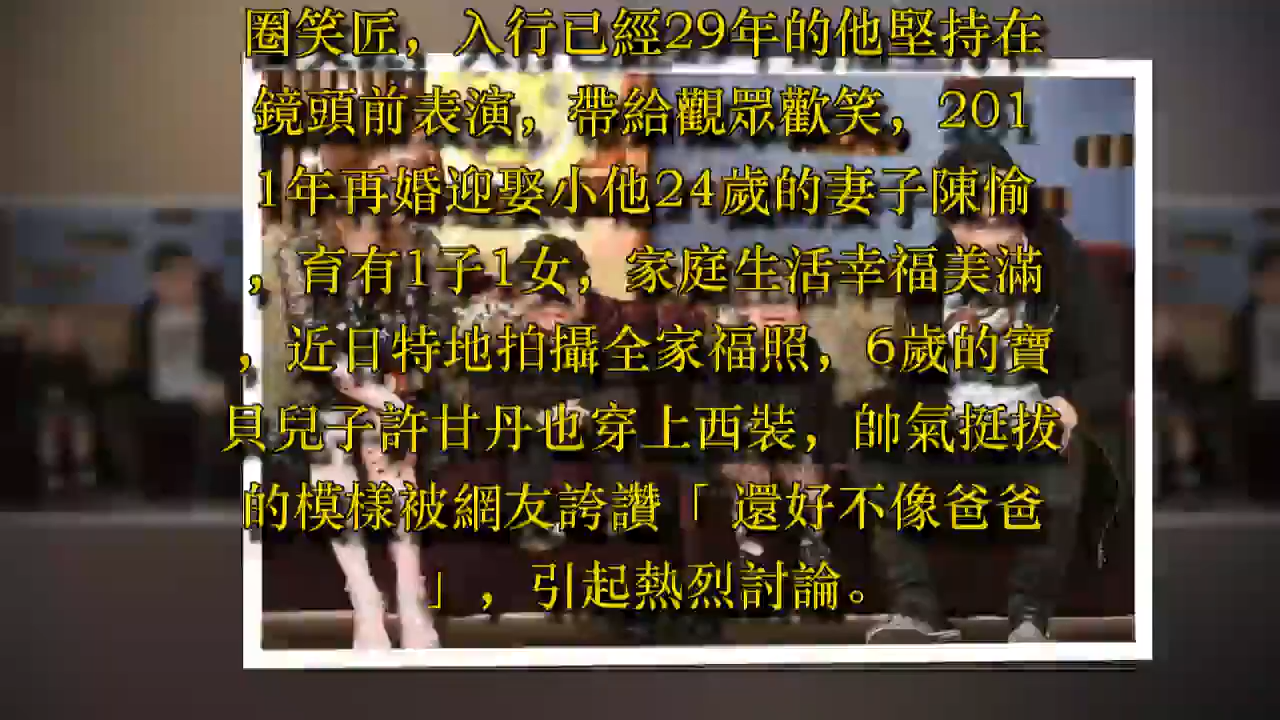 圈笑匠，入行已經29年的他堅持在
鏡頭前表演，帶給觀眾歡笑，201
1年再婚迎娶小他24歲的妻子陳愉
，育有1子1女，家庭生活幸福美滿
，近日特地拍攝全家福照，6歲的寶
貝兒子許甘丹也穿上西裝，帥氣挺拔
的模樣被網友誇讚「 還好不像爸爸
」，引起熱烈討論。